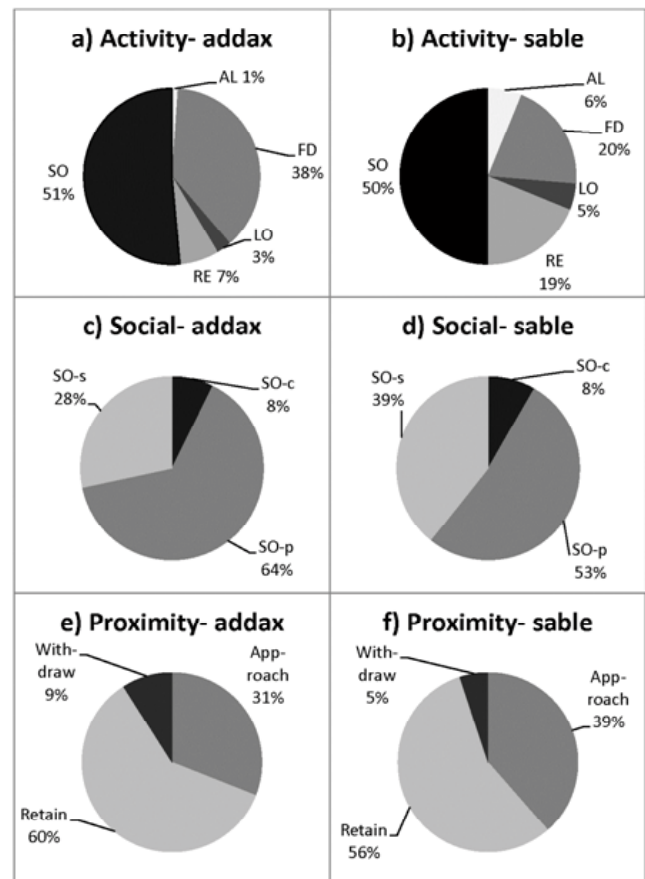 a) Activity- addax
AL 1%
FD
38%
LO
3%
RE 7%
SO
51%
b) Activity- sable
AL
6%
FD
20%
LO
5%
RE
19%
SO
50%
c) Social- addax
SO-s
28%
SO-c
8%
SO-p
64%
d) Social- sable
SO-s
39%
SO-c
8%
SO-p
53%
e) Proximity- addax
With-
draw
9%
App-
roach
31%
Retain
60%
f) Proximity- sable
With-
draw
5%
App-
roach
39%
Retain
56%